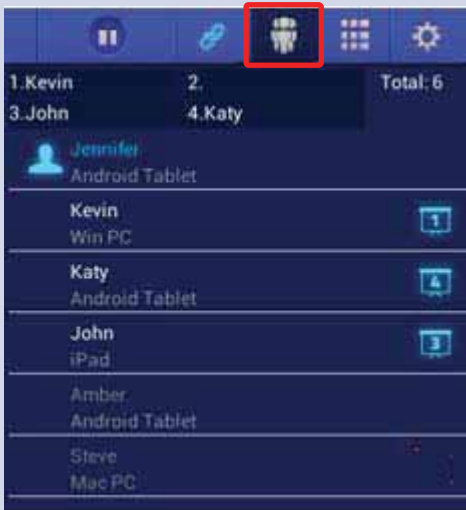 1.Kevin 2. Total: 6
3.John 4.Katy
Jennifer
Android Tablet
Kevin
Win PC
1
Katy
Android Tablet
4
John
iPad
3
Amber
Android Tablet
Steve
Mac PC